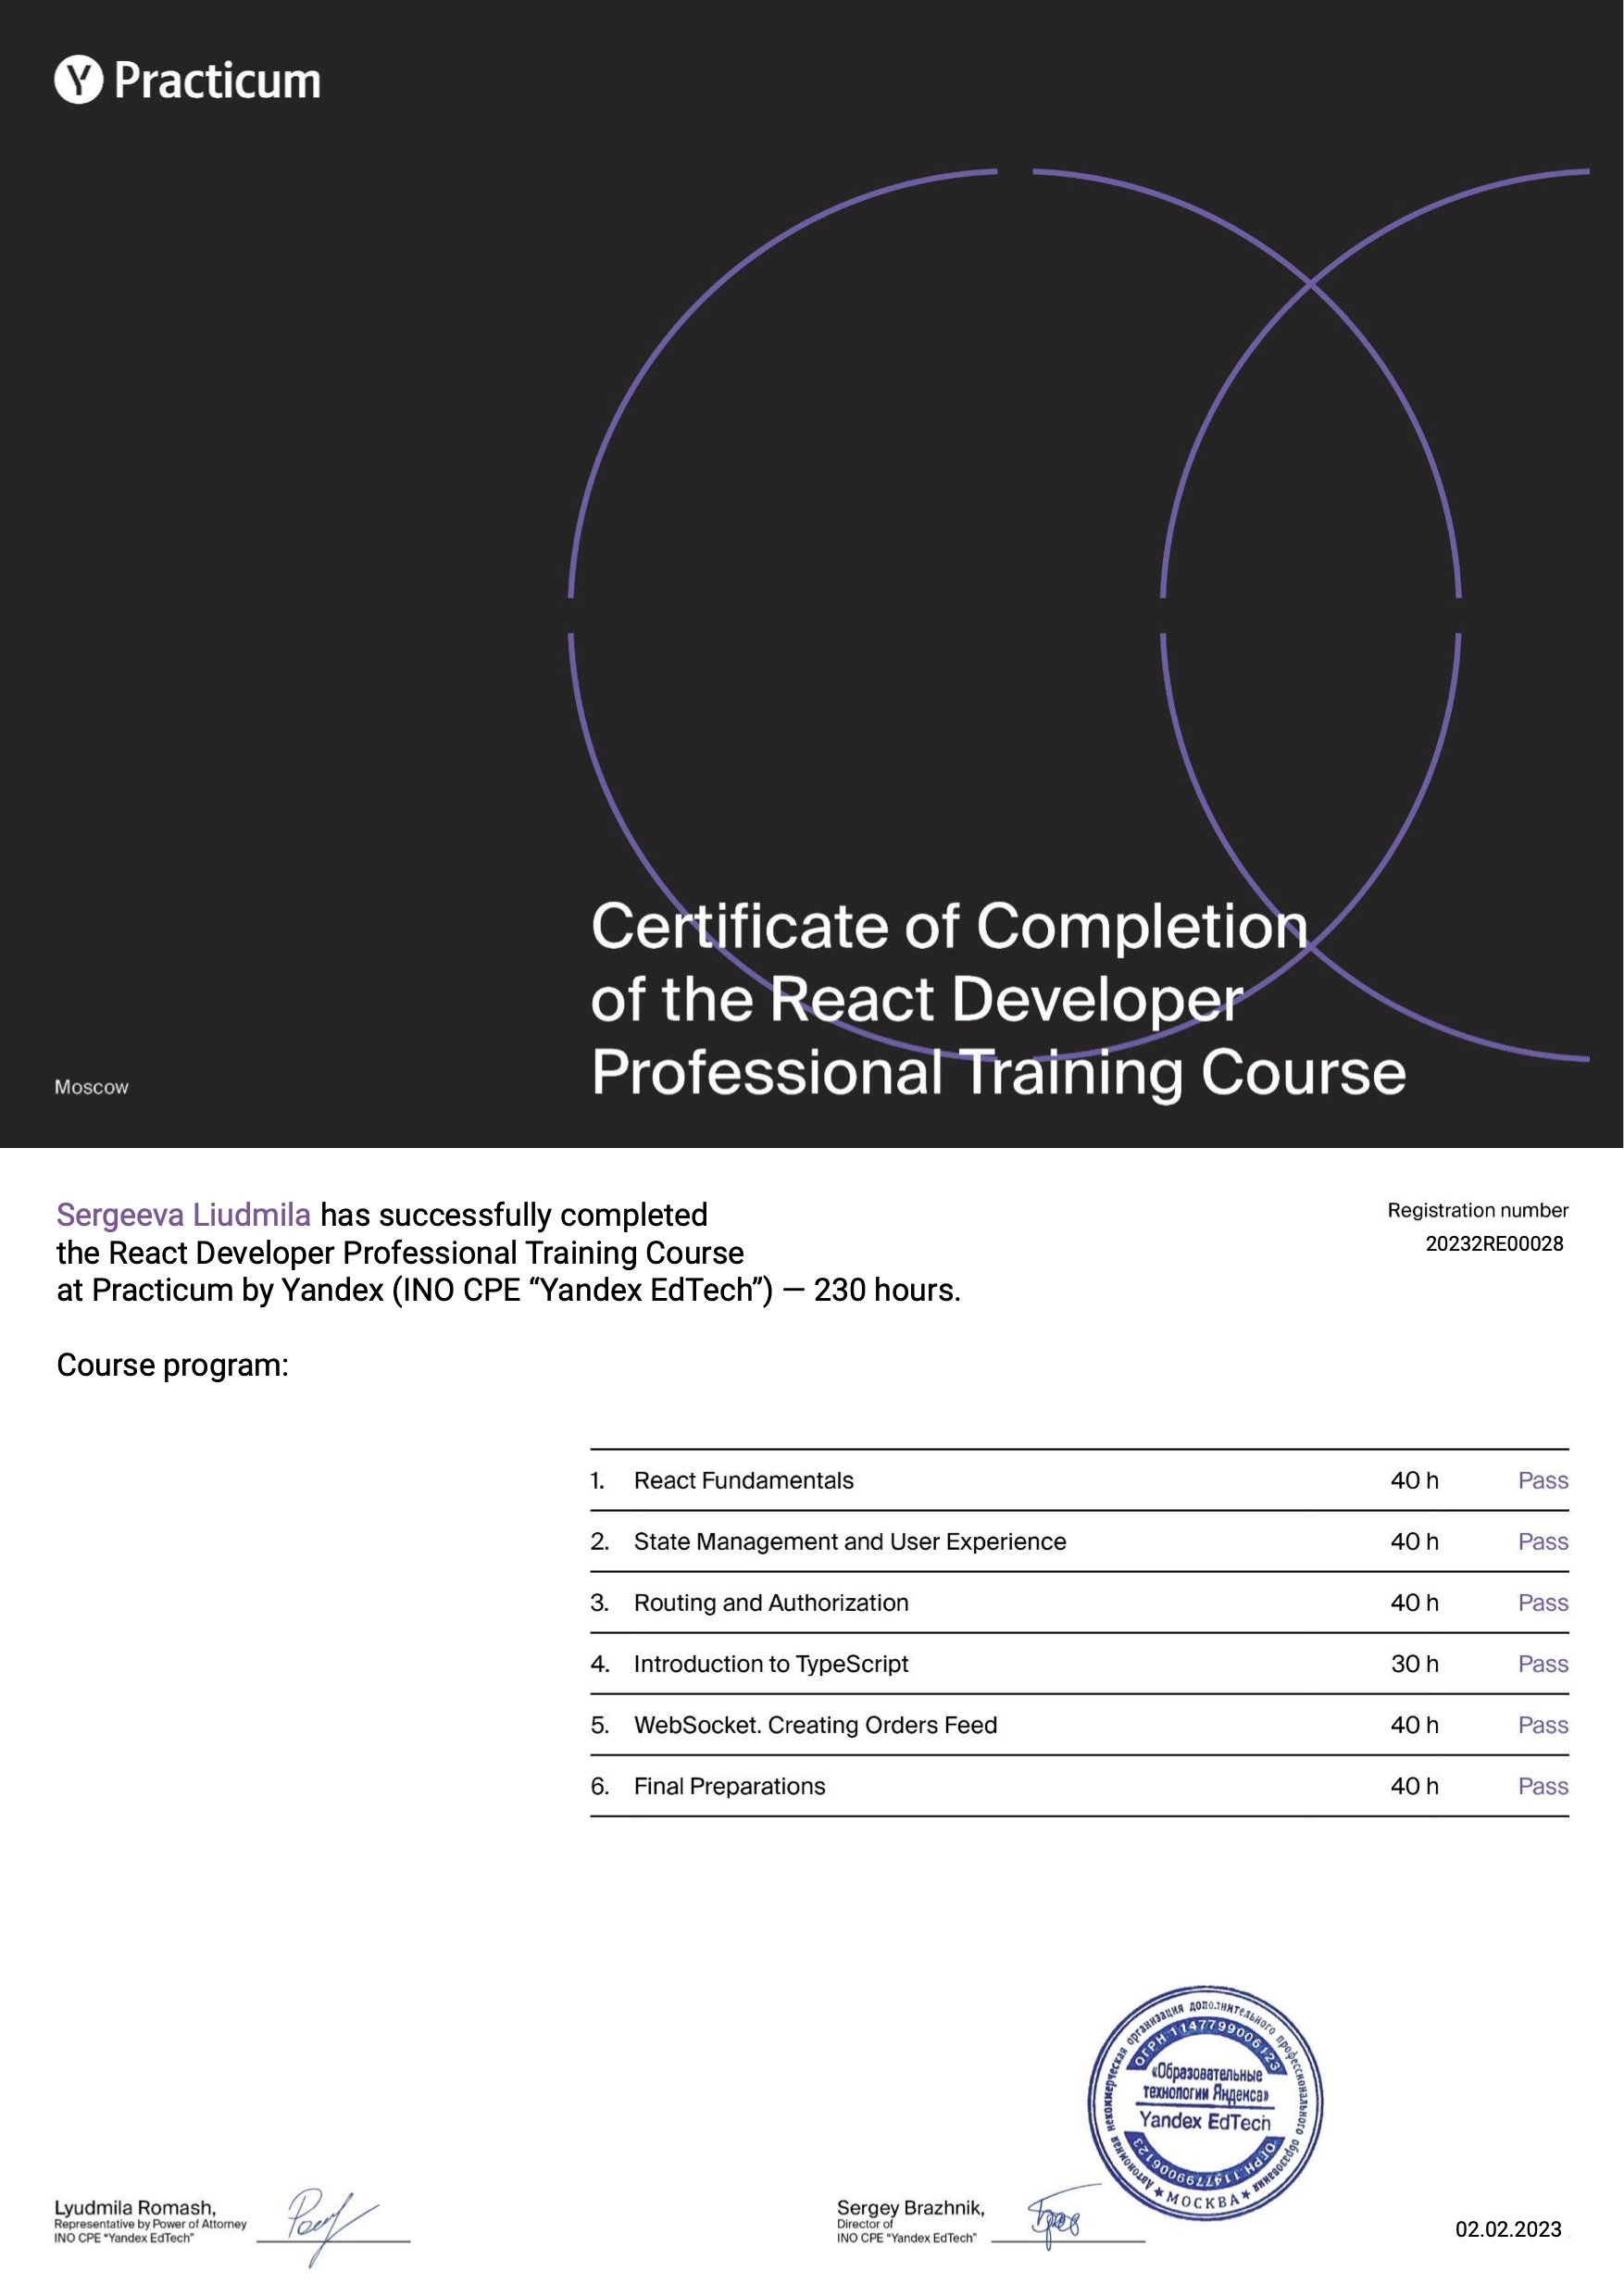 Practicum
Certificate of Completion
of the React Developer
Professional Training Course
Moscow
Sergeeva Liudmila has successfully completed
the React Developer Professional Training Course
at Practicum by Yandex (INO CPE “Yandex EdTech”) — 230 hours.
Registration number
20232RE00028
Course program:
1. React Fundamentals 40 h Pass
2. State Management and User Experience 40 h Pass
3. Routing and Authorization 40 h Pass
4. Introduction to TypeScript 30 h Pass
5. WebSocket. Creating Orders Feed 40 h Pass
6. Final Preparations 40 h Pass
Автономная некоммерческая организация дополнительного профессионального образования
ОГРН 1147799006123
«Образовательные
технологии Яндекса»
Yandex EdTech
ОГРН 1147799006123
★ МОСКВА ★
Lyudmila Romash,
Representative by Power of Attorney
INO CPE “Yandex EdTech”
Sergey Brazhnik,
Director of
INO CPE “Yandex EdTech”
02.02.2023